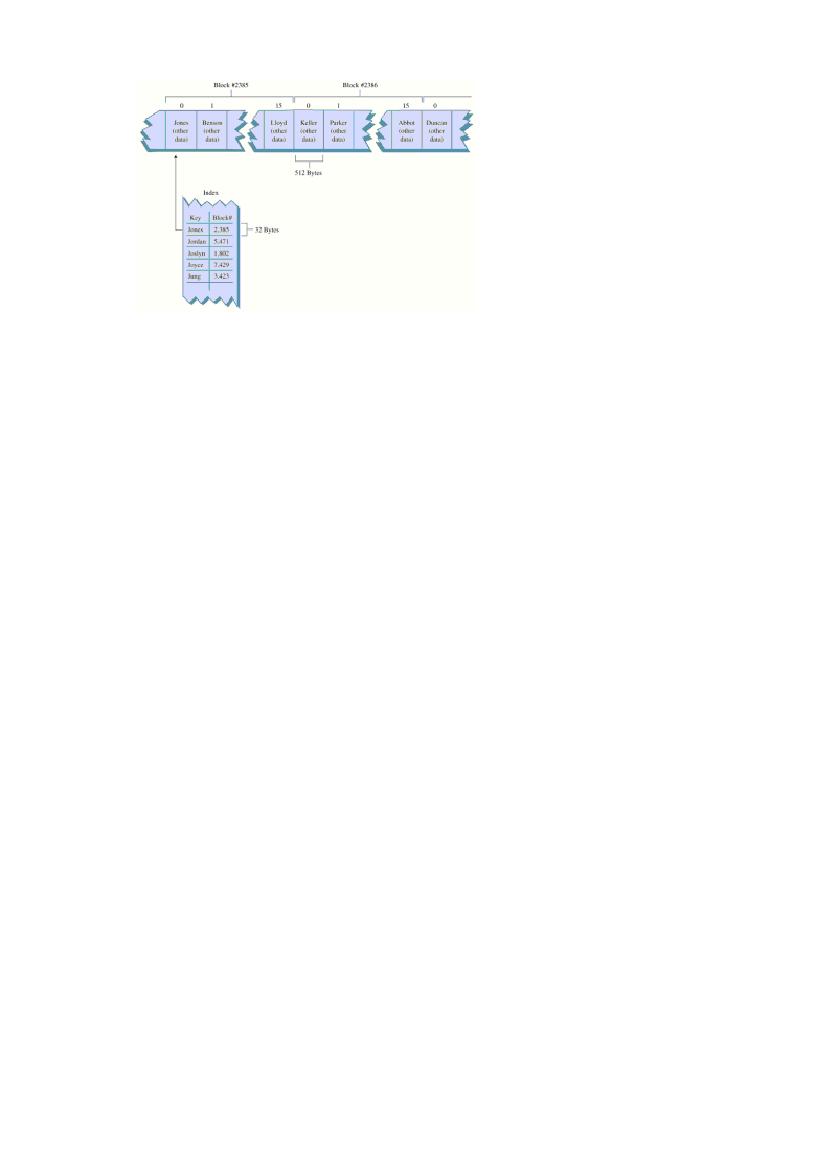 Block #2385 Block #2386
0 1 15 0 1 15 0
Jones Benson Lloyd Keller Parker Abbot Duncan
(other (other (other (other (other (other (other
data) data) data) data) data) data) data)
512 Bytes
Index
Key Block#
Jones 2,385
32 Bytes
Jordan 5,471
Joslyn 1,802
Joyce 7,429
Jung 3,423